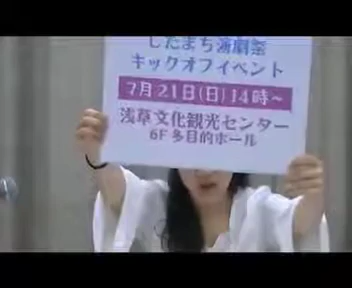 したまち演劇祭
キックオフイベント
7月21日(日)14時～
浅草文化観光センター
6F 多目的ホール